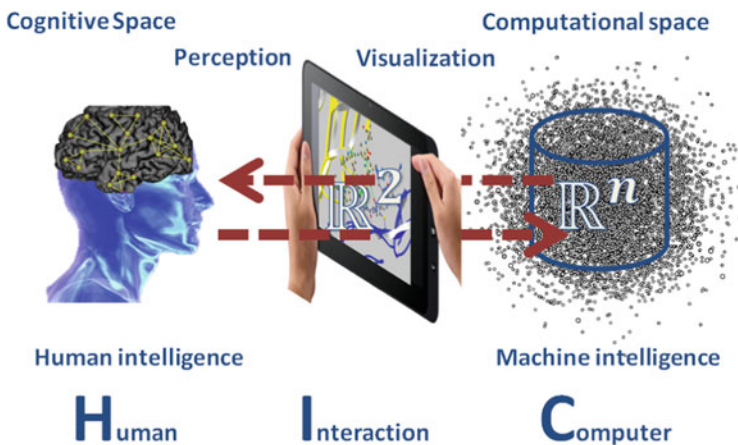 Cognitive Space
Computational space
Perception
Visualization
ℝ²
ℝⁿ
Human intelligence
Machine intelligence
Human
Interaction
Computer